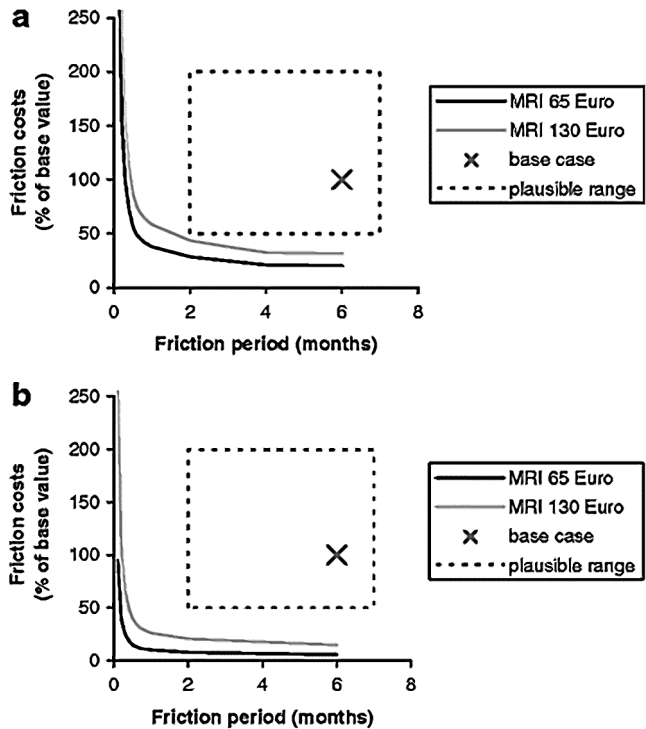 a
Friction costs
(% of base value)
250
200
150
100
50
0
0 2 4 6 8
Friction period (months)
MRI 65 Euro
MRI 130 Euro
base case
plausible range
b
Friction costs
(% of base value)
250
200
150
100
50
0
0 2 4 6 8
Friction period (months)
MRI 65 Euro
MRI 130 Euro
base case
plausible range